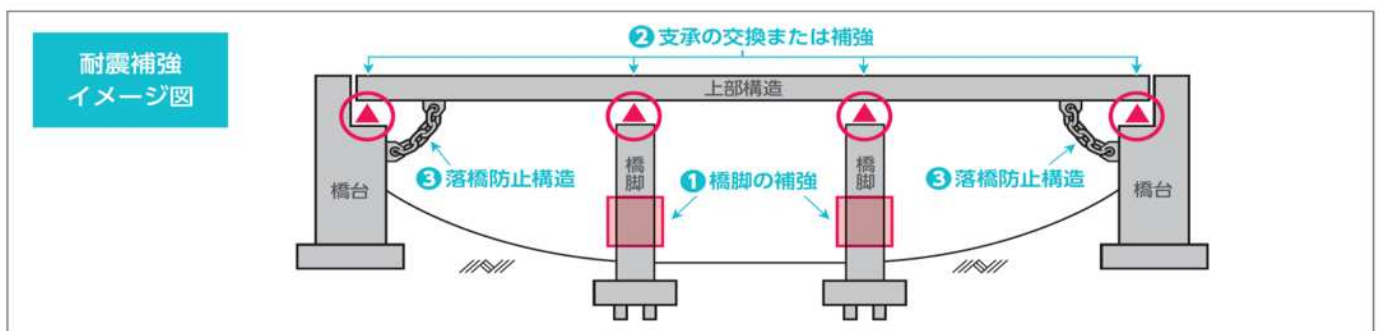 耐震補強
イメージ図
❷支承の交換または補強
上部構造
❸落橋防止構造
橋脚
❶橋脚の補強
橋脚
❸落橋防止構造
橋台
橋台